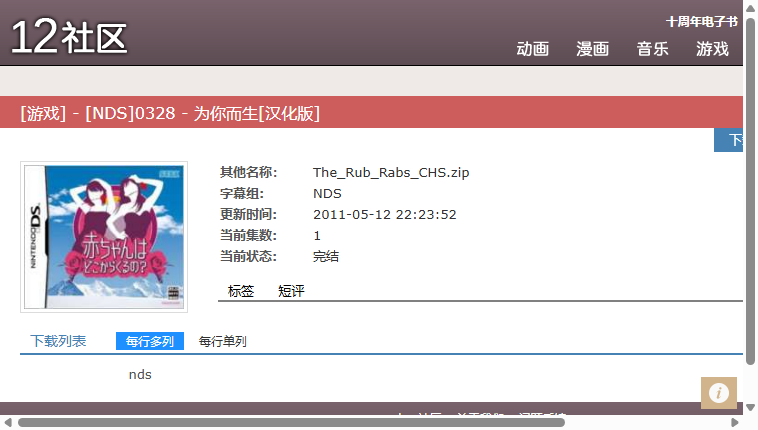 十周年电子书
12社区
动画 漫画 音乐 游戏
[游戏] - [NDS]0328 - 为你而生[汉化版]
NINTENDO DS
SEGA
赤ちゃんは
どこからくるの?
其他名称: The_Rub_Rabs_CHS.zip
字幕组: NDS
更新时间: 2011-05-12 22:23:52
当前集数: 1
当前状态: 完结
标签 短评
下载列表 每行多列 每行单列
nds